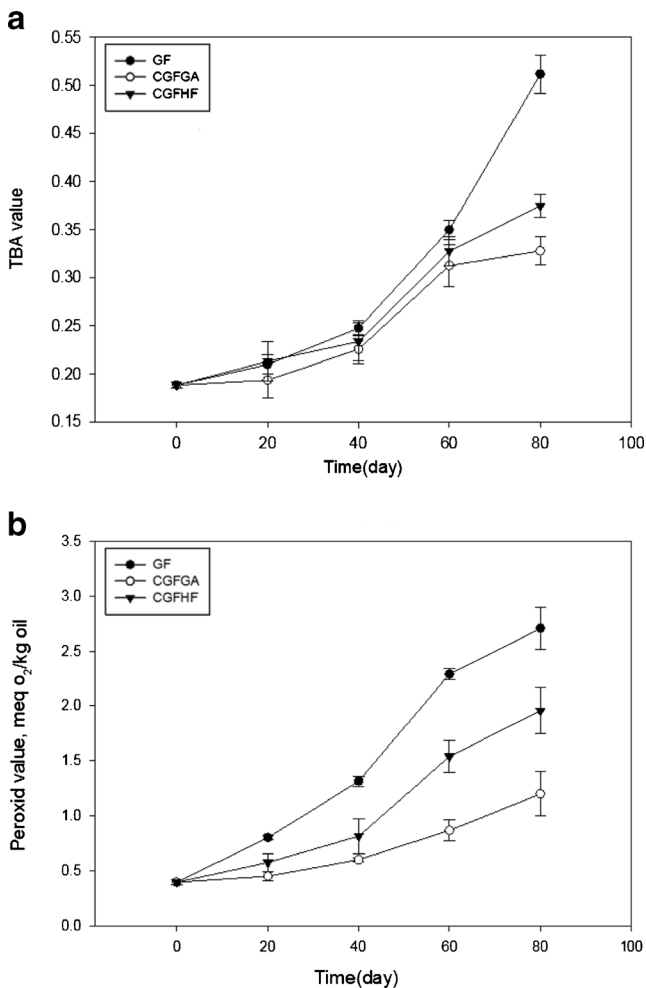 a
0.55
0.50
0.45
0.40
0.35
0.30
0.25
0.20
0.15
TBA value
GF
CGFGA
CGFHF
0 20 40 60 80 100
Time(day)
b
3.5
3.0
2.5
2.0
1.5
1.0
0.5
0.0
Peroxid value, meq o2/kg oil
GF
CGFGA
CGFHF
0 20 40 60 80 100
Time(day)